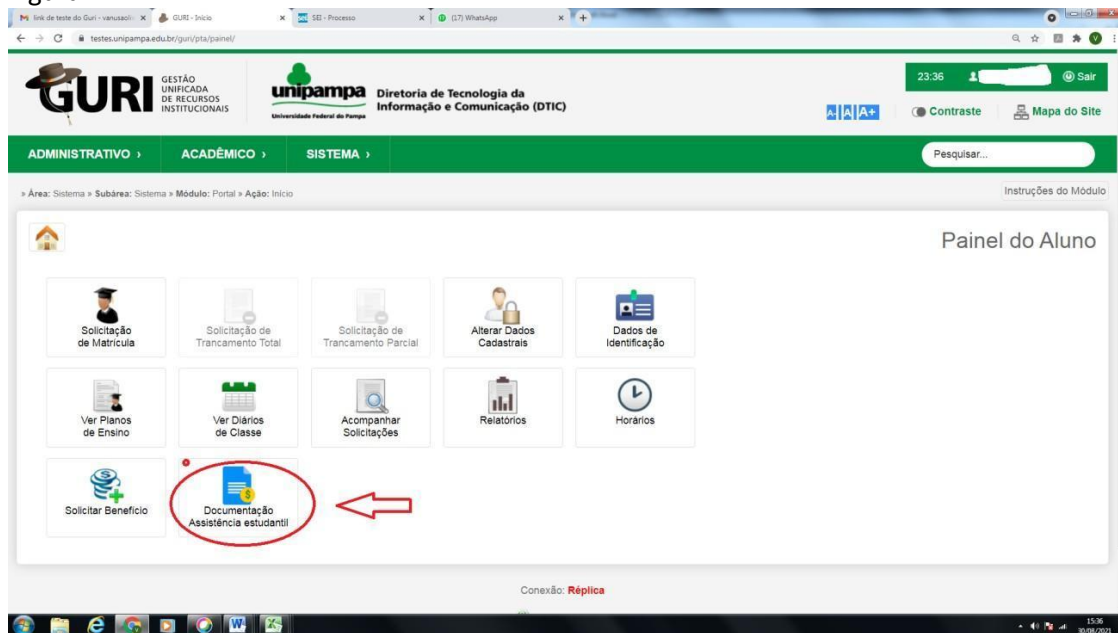 link de teste do Guri - vanusaoli
GURI - Início
SEI - Processo
(17) WhatsApp
testes.unipampa.edu.br/guri/pta/painel/
GURI
GESTÃO
UNIFICADA
DE RECURSOS
INSTITUCIONAIS
unipampa
Universidade Federal do Pampa
Diretoria de Tecnologia da
Informação e Comunicação (DTIC)
23:36
Sair
A- A A+
Contraste
Mapa do Site
ADMINISTRATIVO ›
ACADÊMICO ›
SISTEMA ›
Pesquisar...
» Área: Sistema » Subárea: Sistema » Módulo: Portal » Ação: Início
Instruções do Módulo
Painel do Aluno
Solicitação
de Matrícula
Solicitação de
Trancamento Total
Solicitação de
Trancamento Parcial
Alterar Dados
Cadastrais
Dados de
Identificação
Ver Planos
de Ensino
Ver Diários
de Classe
Acompanhar
Solicitações
Relatórios
Horários
Solicitar Benefício
Documentação
Assistência estudantil
Conexão: Réplica
15:36
30/08/2021